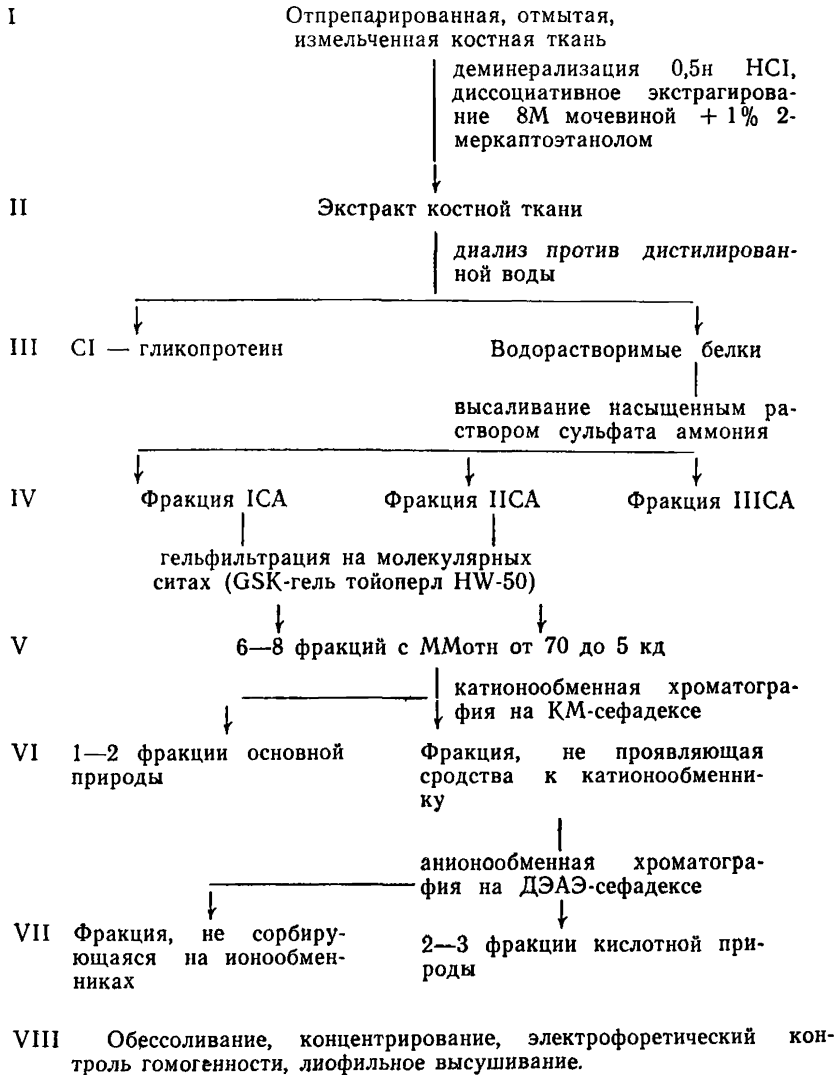 I Отпрепарированная, отмытая,
измельченная костная ткань
деминерализация 0,5н HCl,
диссоциативное экстрагирова-
ние 8М мочевиной + 1% 2-
меркаптоэтанолом
II Экстракт костной ткани
диализ против дистилирован-
ной воды
III CI — гликопротеин Водорастворимые белки
высаливание насыщенным ра-
створом сульфата аммония
IV Фракция ICA Фракция IICA Фракция IIICA
гельфильтрация на молекулярных
ситах (GSK-гель тойоперл HW-50)
V 6—8 фракций с ММотн от 70 до 5 кд
катионообменная хроматогра-
фия на КМ-сефадексе
VI 1—2 фракции основной Фракция, не проявляющая
природы сродства к катионообменни-
ку
анионообменная хроматогра-
фия на ДЭАЭ-сефадексе
VII Фракция, не сорбиру- 2—3 фракции кислотной при-
ющаяся на ионообмен- роды
никах
VIII Обессоливание, концентрирование, электрофоретический кон-
троль гомогенности, лиофильное высушивание.